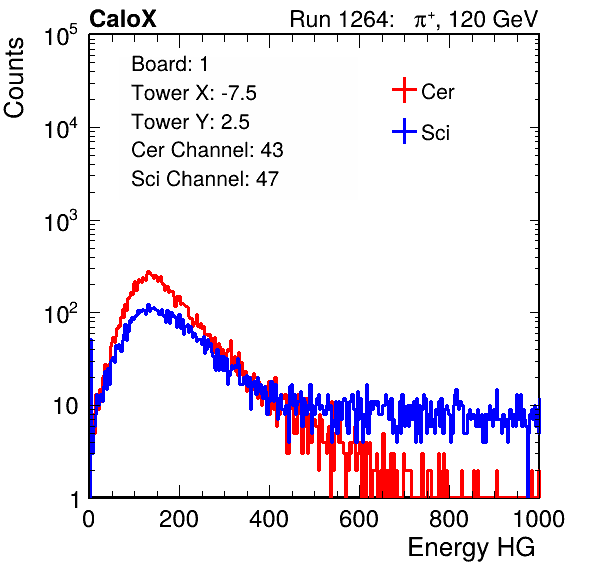 CaloX Run 1264: π⁺, 120 GeV
Counts
10⁵
10⁴
10³
10²
10
1
Board: 1
Tower X: -7.5
Tower Y: 2.5
Cer Channel: 43
Sci Channel: 47
Cer
Sci
0 200 400 600 800 1000
Energy HG